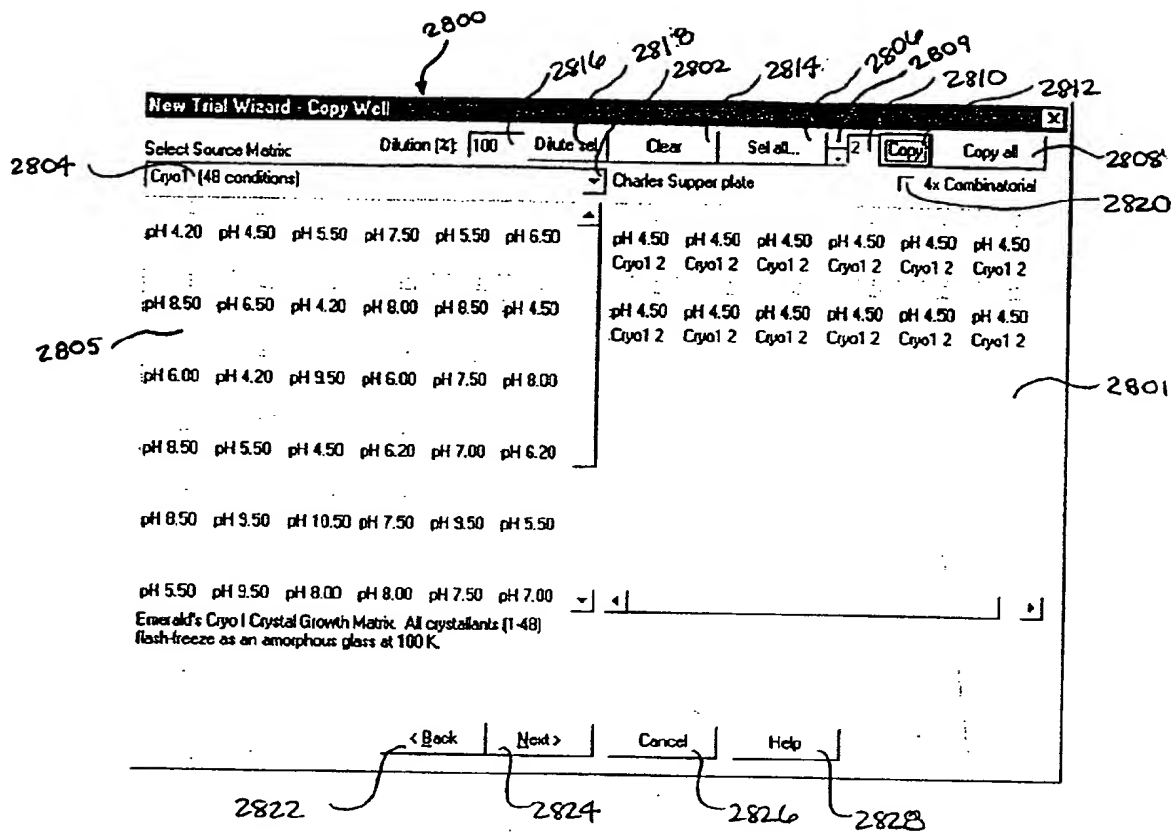 2800
2816 2818 2802 2814 2806 2809 2810 2812
New Trial Wizard - Copy Well
Select Source Matrix Dilution [%]: 100 Dilute sel Clear Sel all... 2 Copy Copy all
2804 2808
Cryo1 (48 conditions) Charles Supper plate 4x Combinatorial
2820
pH 4.20 pH 4.50 pH 5.50 pH 7.50 pH 5.50 pH 6.50
pH 4.50 pH 4.50 pH 4.50 pH 4.50 pH 4.50 pH 4.50
Cryo1 2 Cryo1 2 Cryo1 2 Cryo1 2 Cryo1 2 Cryo1 2
pH 8.50 pH 6.50 pH 4.20 pH 8.00 pH 8.50 pH 4.50
pH 4.50 pH 4.50 pH 4.50 pH 4.50 pH 4.50 pH 4.50
Cryo1 2 Cryo1 2 Cryo1 2 Cryo1 2 Cryo1 2 Cryo1 2
2805
pH 6.00 pH 4.20 pH 9.50 pH 6.00 pH 7.50 pH 8.00
2801
pH 8.50 pH 5.50 pH 4.50 pH 6.20 pH 7.00 pH 6.20
pH 8.50 pH 9.50 pH 10.50 pH 7.50 pH 9.50 pH 5.50
pH 5.50 pH 9.50 pH 8.00 pH 8.00 pH 7.50 pH 7.00
Emerald's Cryo I Crystal Growth Matrix. All crystallants (1-48)
flash-freeze as an amorphous glass at 100 K.
< Back Next > Cancel Help
2822 2824 2826 2828